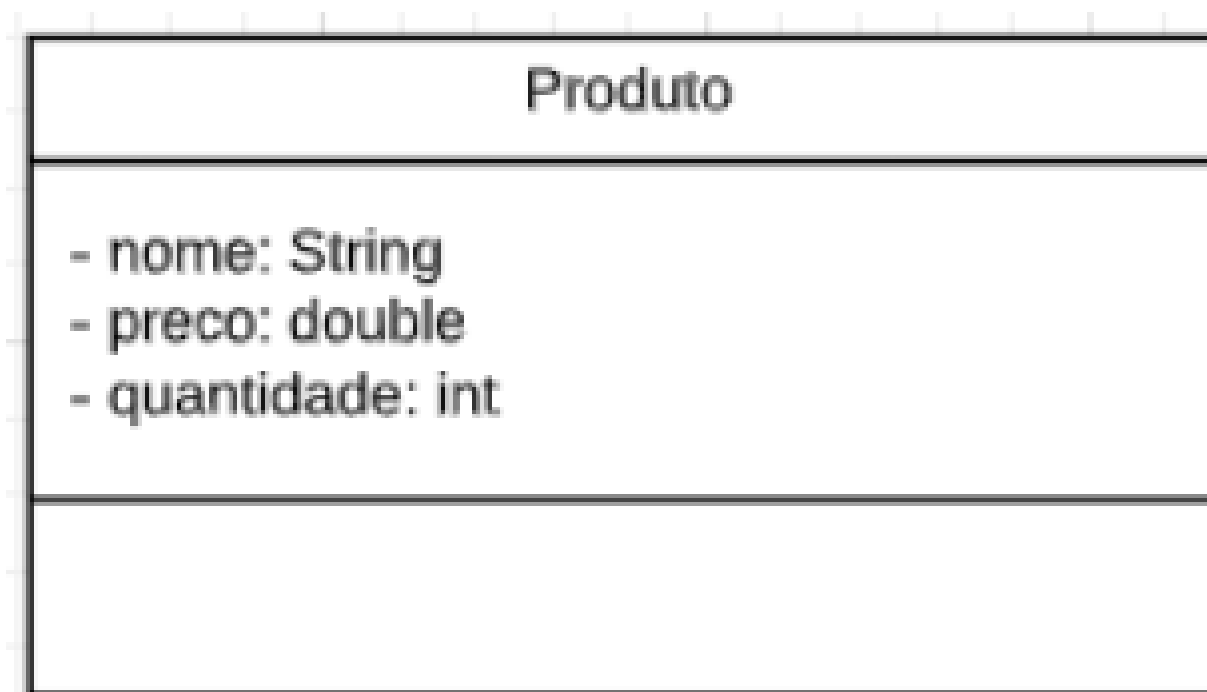 Produto
- nome: String
- preco: double
- quantidade: int